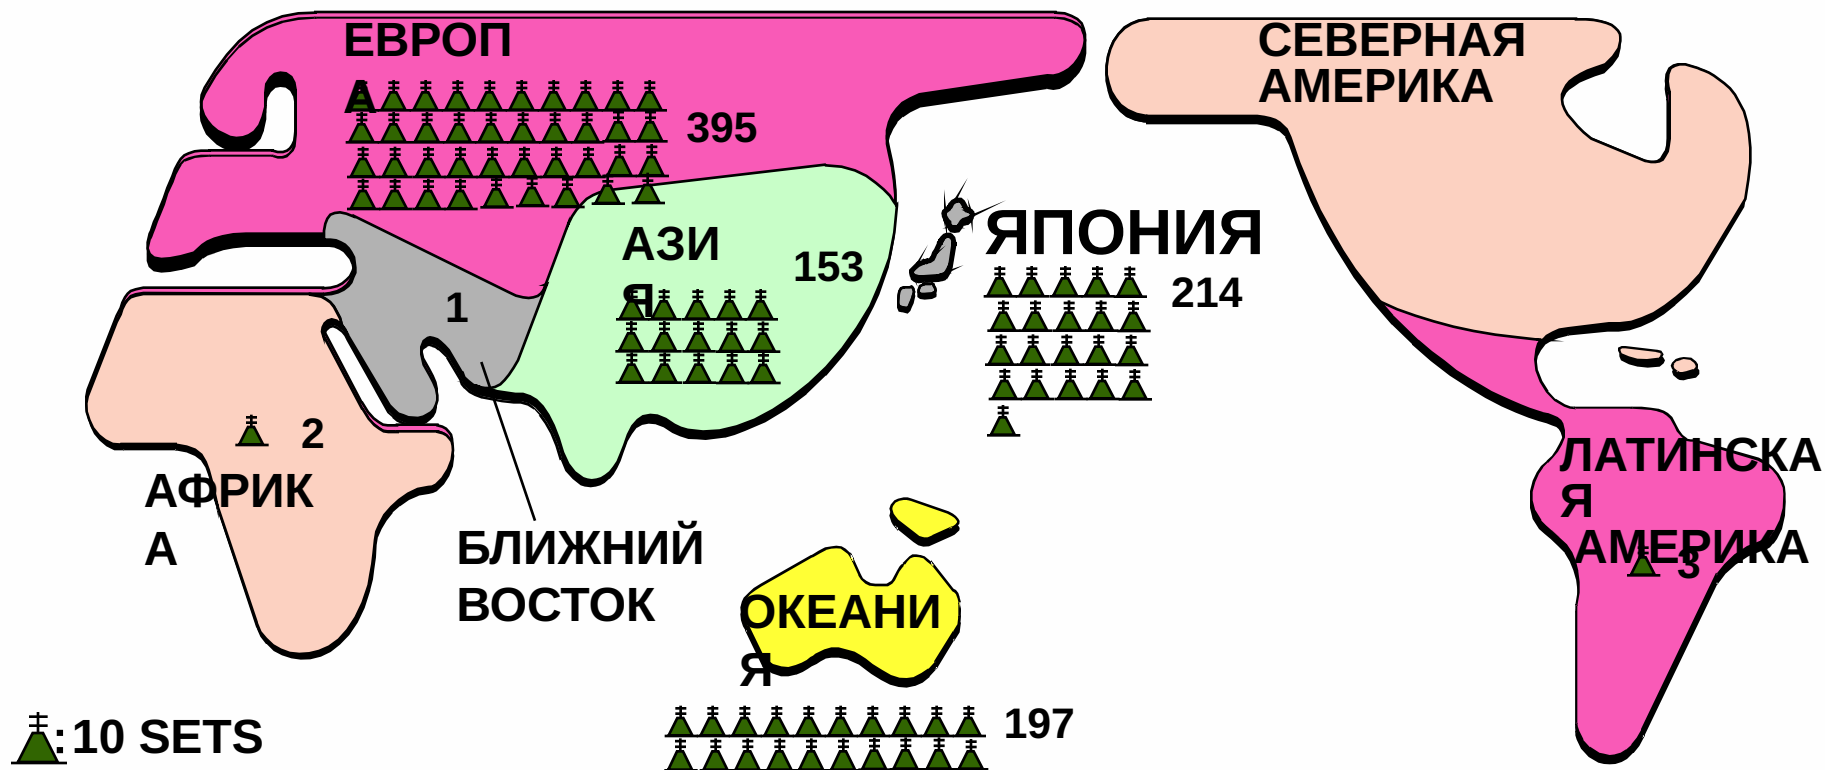 ЕВРОП
А
395
СЕВЕРНАЯ
АМЕРИКА
АЗИ
Я
153
ЯПОНИЯ
214
1
2
АФРИК
А
БЛИЖНИЙ
ВОСТОК
ЛАТИНСКА
Я
АМЕРИКА
3
ОКЕАНИ
Я
197
:10 SETS